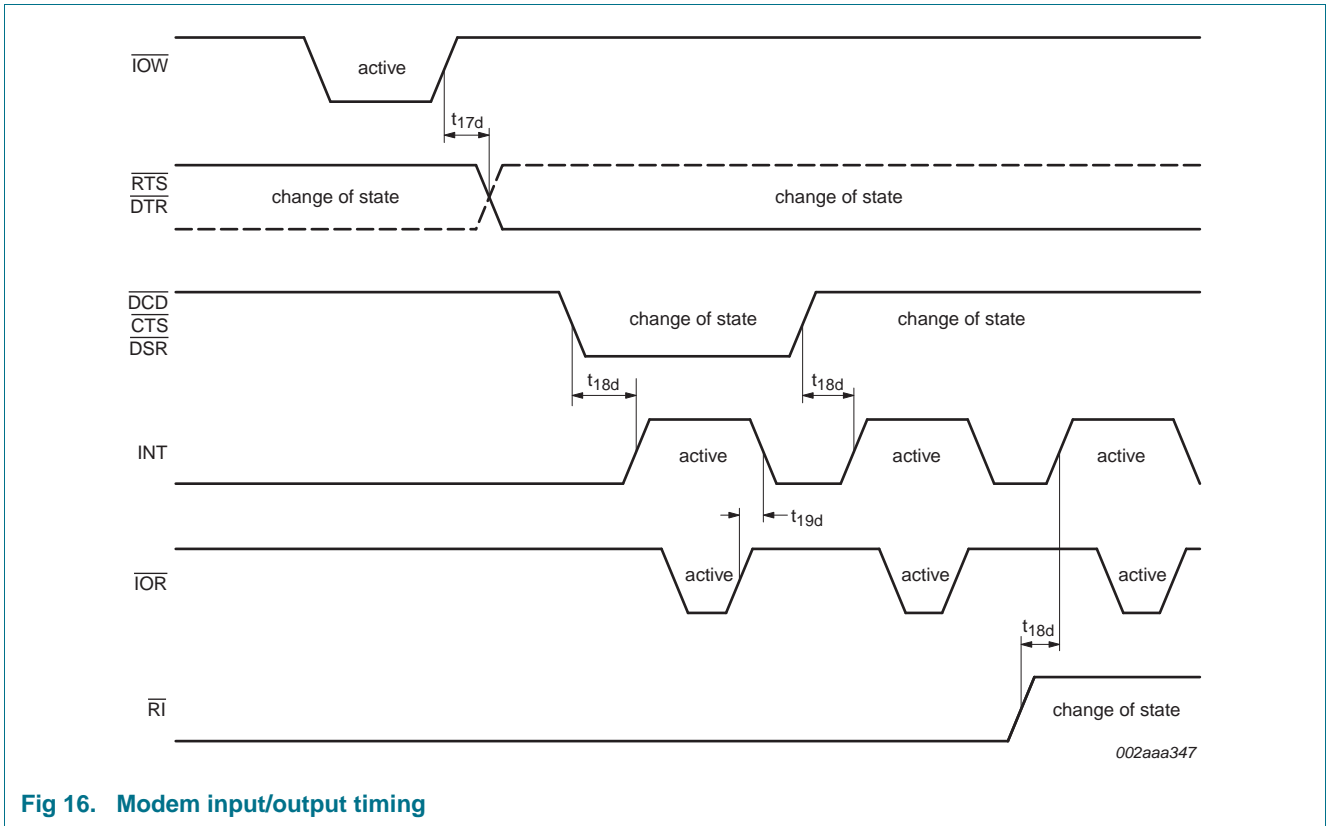 IOW
active
t17d
RTS
DTR
change of state
change of state
DCD
CTS
DSR
change of state
change of state
t18d
t18d
INT
active
active
active
t19d
IOR
active
active
active
t18d
RI
change of state
002aaa347
Fig 16. Modem input/output timing